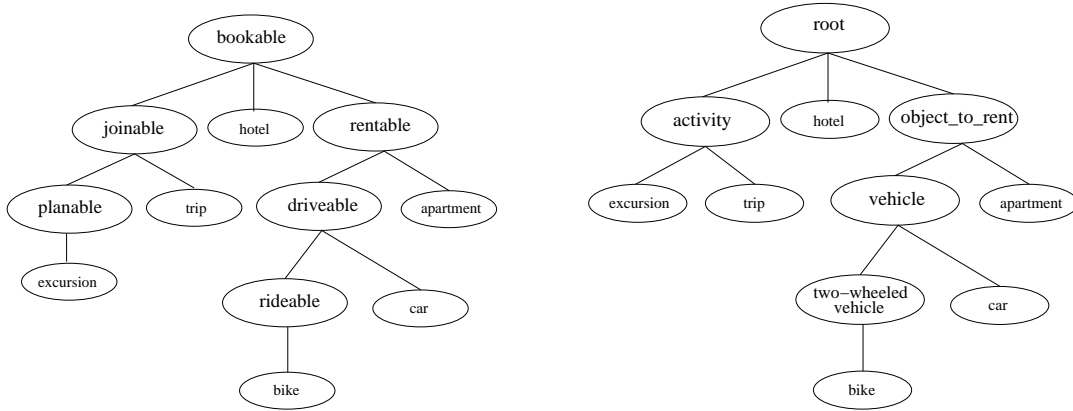 bookable
joinable
hotel
rentable
planable
trip
driveable
apartment
excursion
rideable
car
bike
root
activity
hotel
object_to_rent
excursion
trip
vehicle
apartment
two-wheeled
vehicle
car
bike